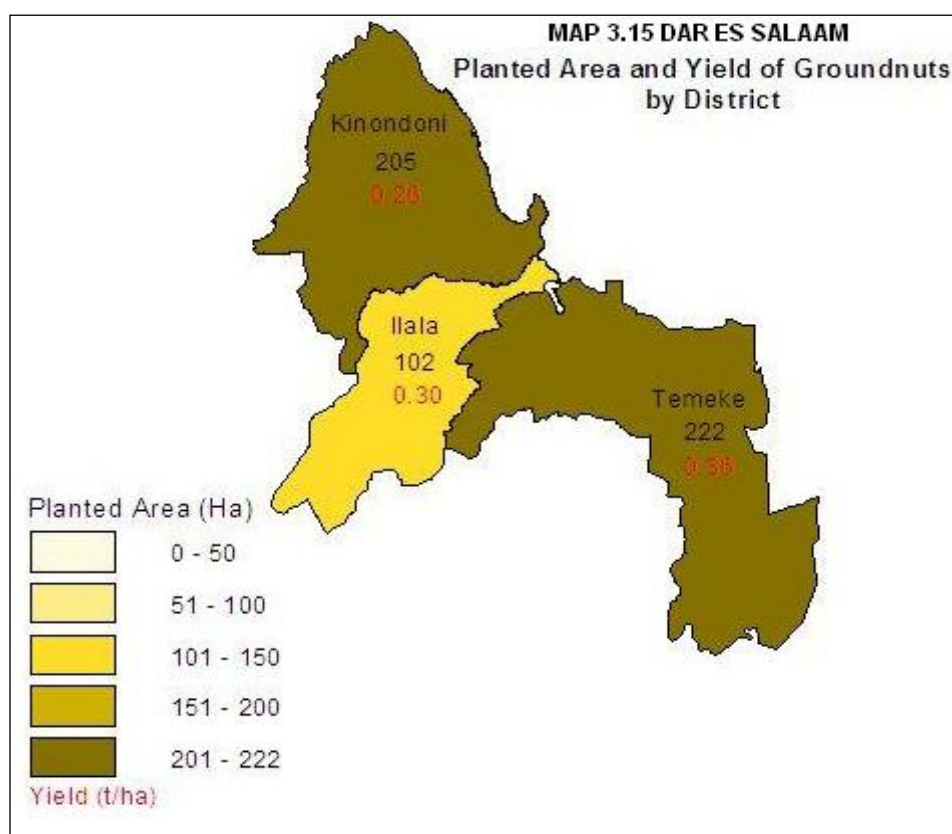 MAP 3.15 DAR ES SALAAM
Planted Area and Yield of Groundnuts
by District
Kinondoni
205
Ilala
102
0.30
Temeke
222
Planted Area (Ha)
0 - 50
51 - 100
101 - 150
151 - 200
201 - 222
Yield (t/ha)